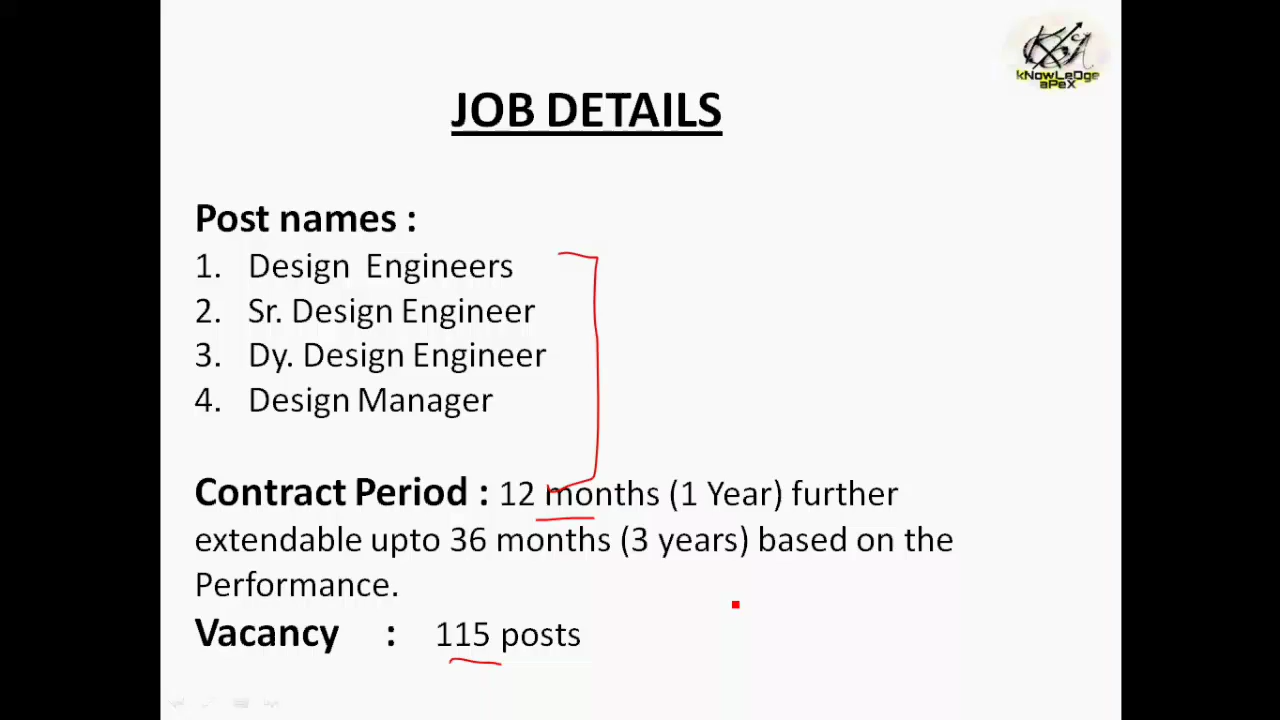 kNowLeDge
aPeX
JOB DETAILS
Post names :
1. Design Engineers
2. Sr. Design Engineer
3. Dy. Design Engineer
4. Design Manager
Contract Period : 12 months (1 Year) further
extendable upto 36 months (3 years) based on the
Performance.
Vacancy : 115 posts